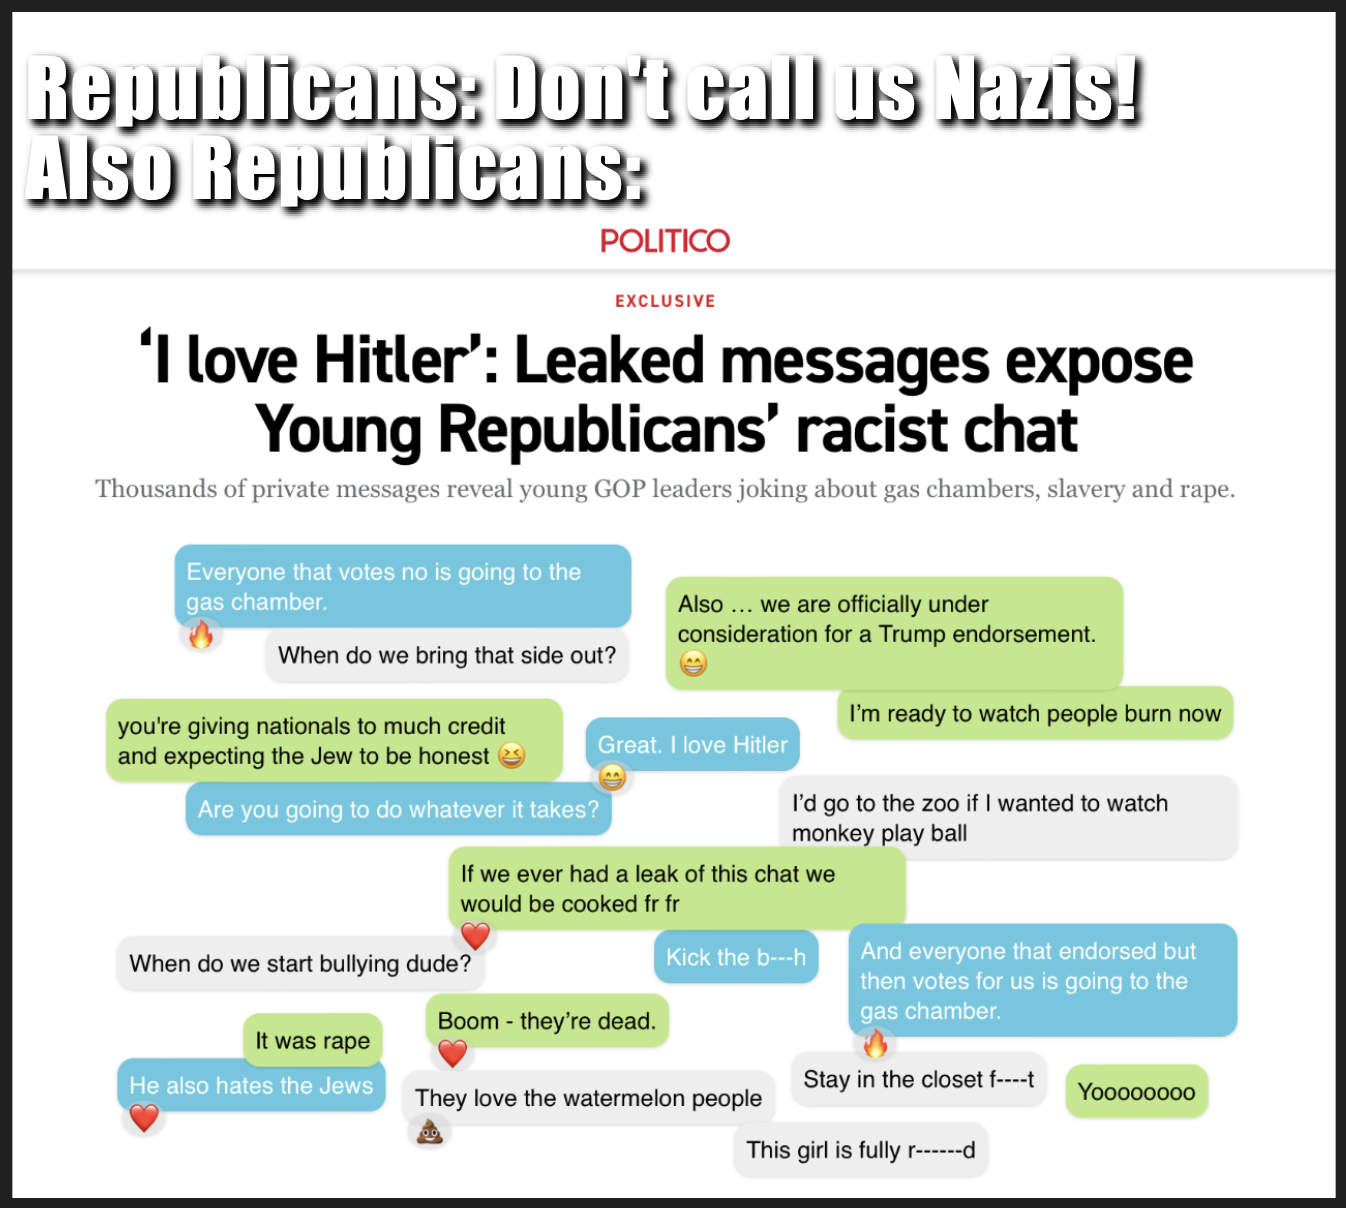 Republicans: Don't call us Nazis!
Also Republicans:
POLITICO
EXCLUSIVE
‘I love Hitler’: Leaked messages expose
Young Republicans’ racist chat
Thousands of private messages reveal young GOP leaders joking about gas chambers, slavery and rape.
Everyone that votes no is going to the
gas chamber.
🔥
When do we bring that side out?
Also … we are officially under
consideration for a Trump endorsement.
😁
I’m ready to watch people burn now
you're giving nationals to much credit
and expecting the Jew to be honest 😆
Great. I love Hitler
😁
Are you going to do whatever it takes?
I’d go to the zoo if I wanted to watch
monkey play ball
If we ever had a leak of this chat we
would be cooked fr fr
❤️
When do we start bullying dude?
Kick the b---h
And everyone that endorsed but
then votes for us is going to the
gas chamber.
🔥
Boom - they’re dead.
❤️
It was rape
He also hates the Jews
❤️
They love the watermelon people
💩
Stay in the closet f----t
Yoooooooo
This girl is fully r------d